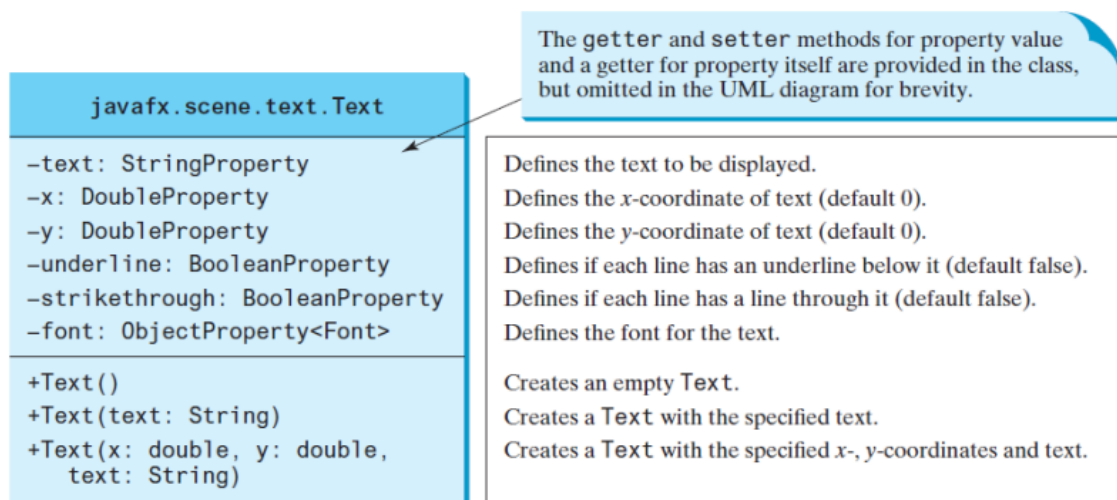 The getter and setter methods for property value
and a getter for property itself are provided in the class,
but omitted in the UML diagram for brevity.
javafx.scene.text.Text
–text: StringProperty
–x: DoubleProperty
–y: DoubleProperty
–underline: BooleanProperty
–strikethrough: BooleanProperty
–font: ObjectProperty<Font>
Defines the text to be displayed.
Defines the x-coordinate of text (default 0).
Defines the y-coordinate of text (default 0).
Defines if each line has an underline below it (default false).
Defines if each line has a line through it (default false).
Defines the font for the text.
+Text()
+Text(text: String)
+Text(x: double, y: double,
text: String)
Creates an empty Text.
Creates a Text with the specified text.
Creates a Text with the specified x-, y-coordinates and text.